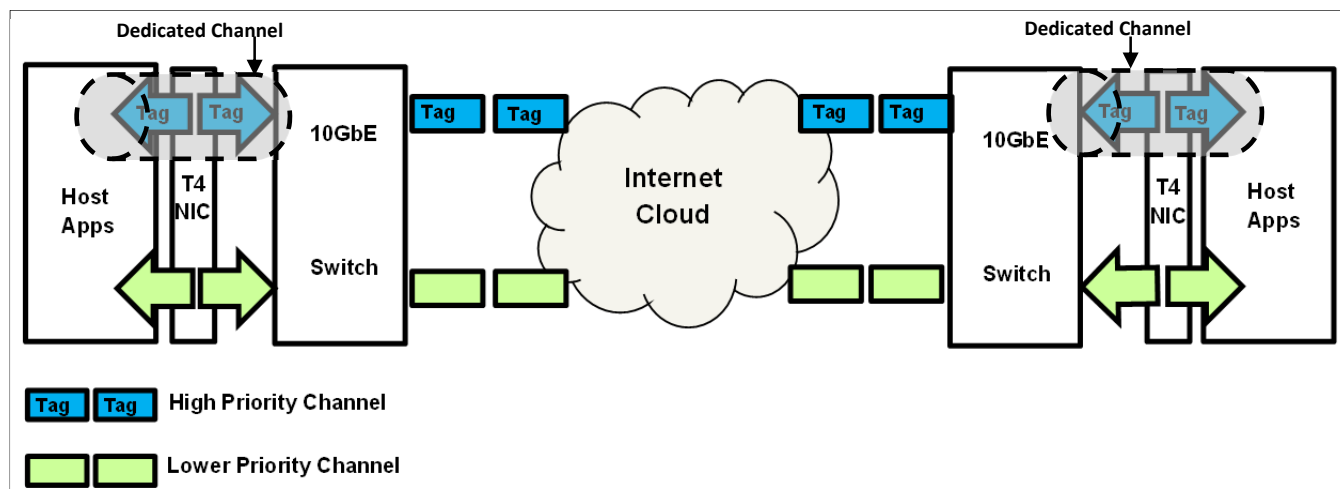 Dedicated Channel
Dedicated Channel
Tag Tag
Tag Tag
Tag Tag
Tag Tag
10GbE
10GbE
Host
Apps
T4
NIC
Internet
Cloud
T4
NIC
Host
Apps
Switch
Switch
Tag Tag High Priority Channel
Lower Priority Channel